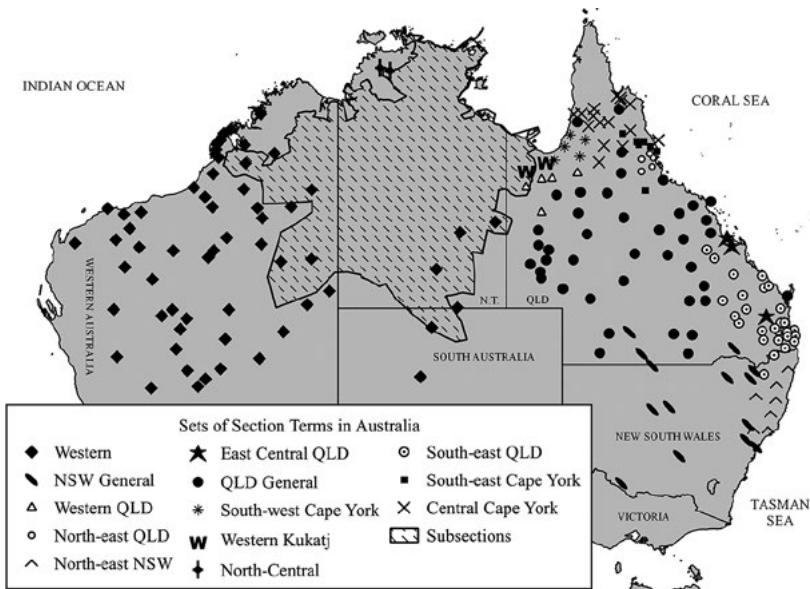 INDIAN OCEAN
CORAL SEA
WESTERN AUSTRALIA
N.T.
QLD
SOUTH AUSTRALIA
NEW SOUTH WALES
VICTORIA
TASMAN
SEA
Sets of Section Terms in Australia
Western
NSW General
Western QLD
North-east QLD
North-east NSW
East Central QLD
QLD General
South-west Cape York
W Western Kukatj
North-Central
South-east QLD
South-east Cape York
Central Cape York
Subsections
W W